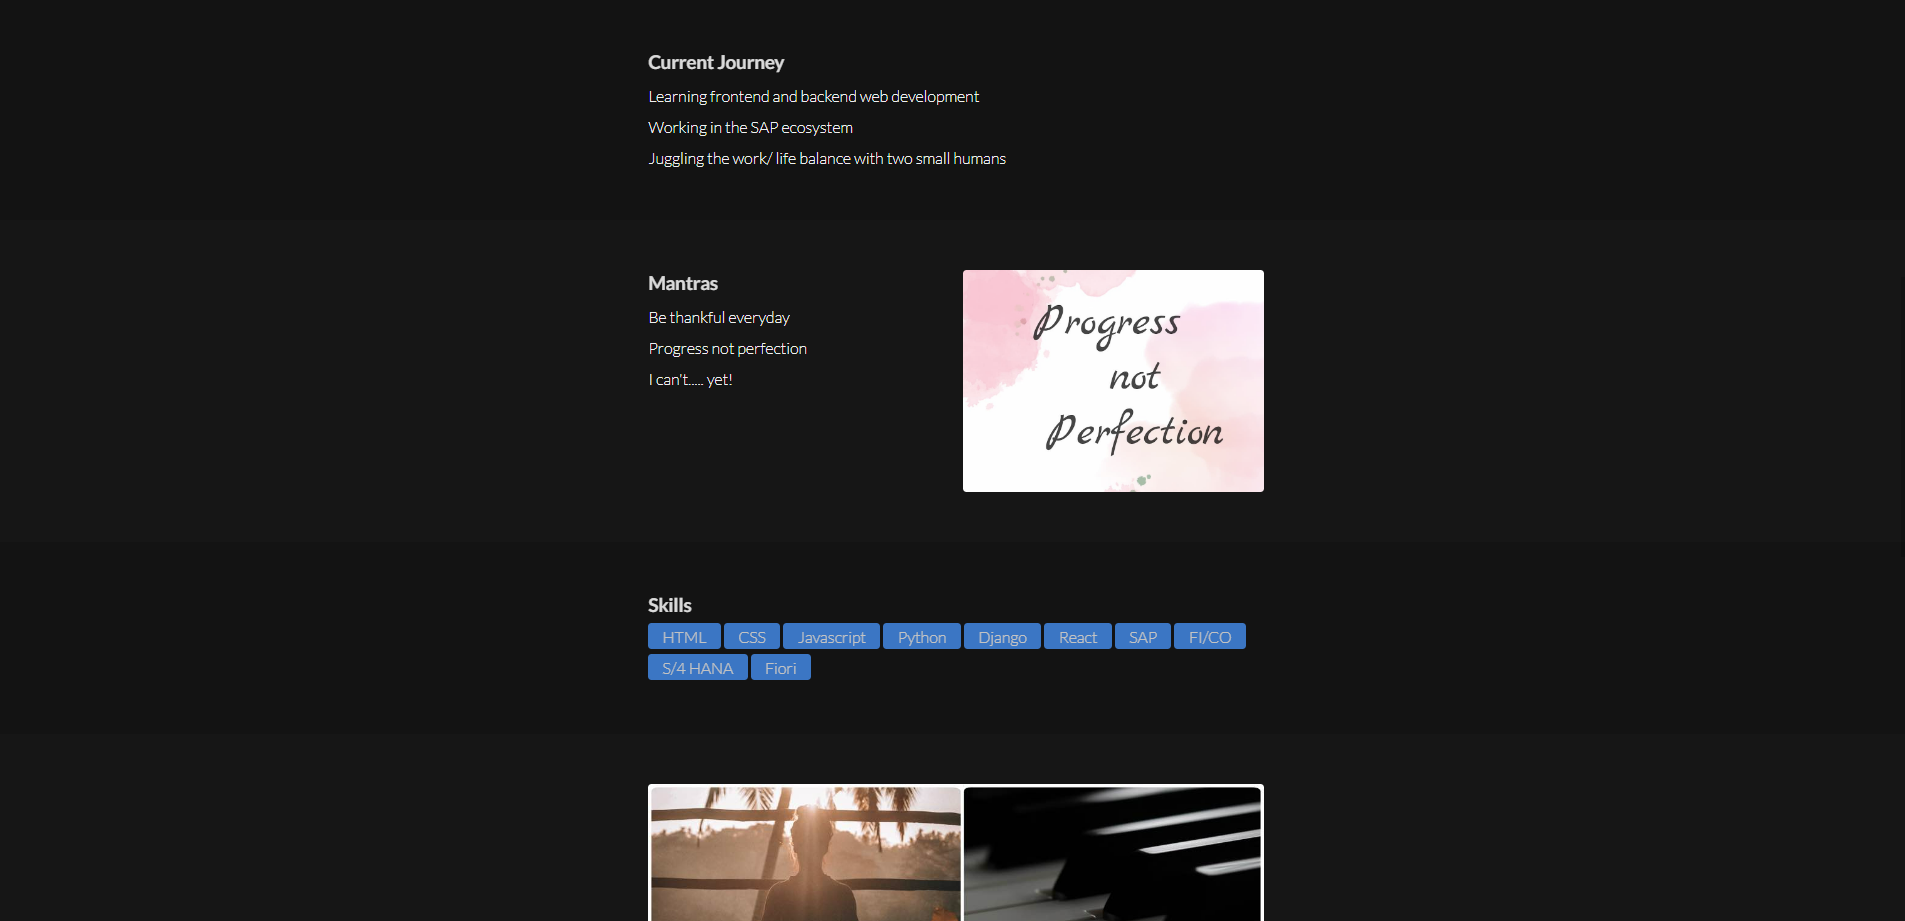 Current Journey
Learning frontend and backend web development
Working in the SAP ecosystem
Juggling the work/ life balance with two small humans
Mantras
Be thankful everyday
Progress not perfection
I can't..... yet!
Progress
not
Perfection
Skills
HTML CSS Javascript Python Django React SAP FI/CO
S/4 HANA Fiori